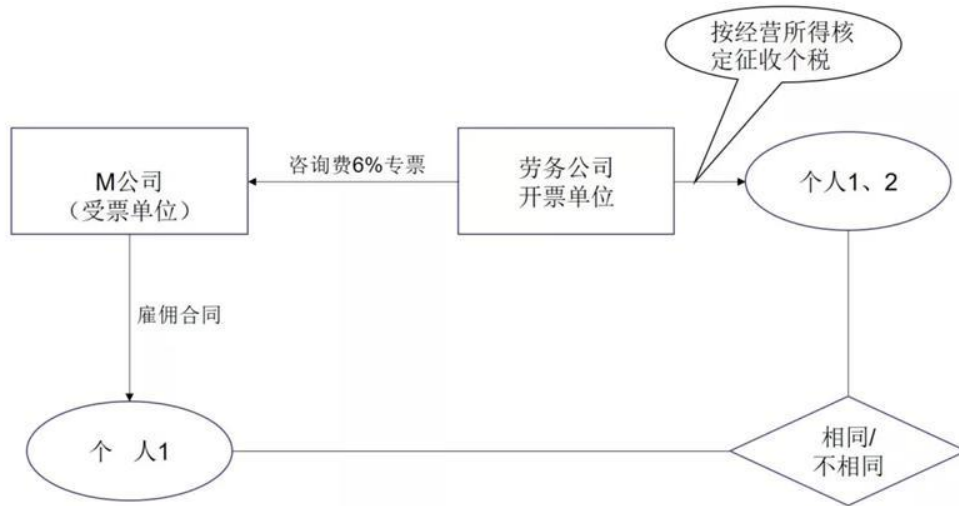 按经营所得核
定征收个税
M公司
（受票单位）
咨询费6%专票
劳务公司
开票单位
个人1、2
雇佣合同
个 人1
相同/
不相同